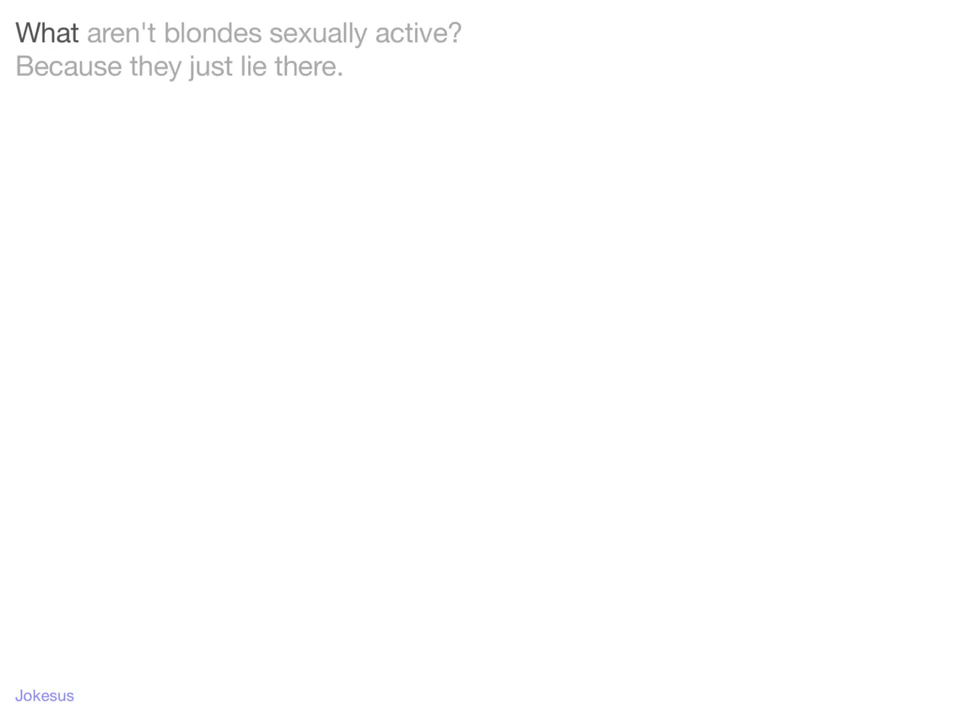 What aren't blondes sexually active?
Because they just lie there.
Jokesus